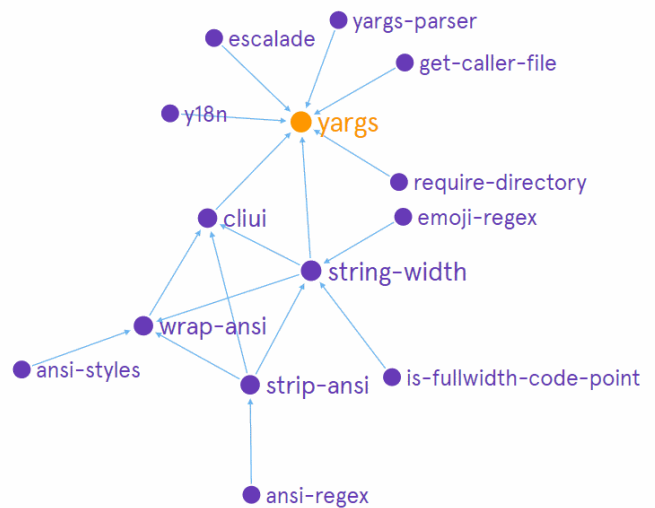 yargs-parser
escalade
get-caller-file
y18n
yargs
require-directory
cliui
emoji-regex
string-width
wrap-ansi
ansi-styles
strip-ansi
is-fullwidth-code-point
ansi-regex